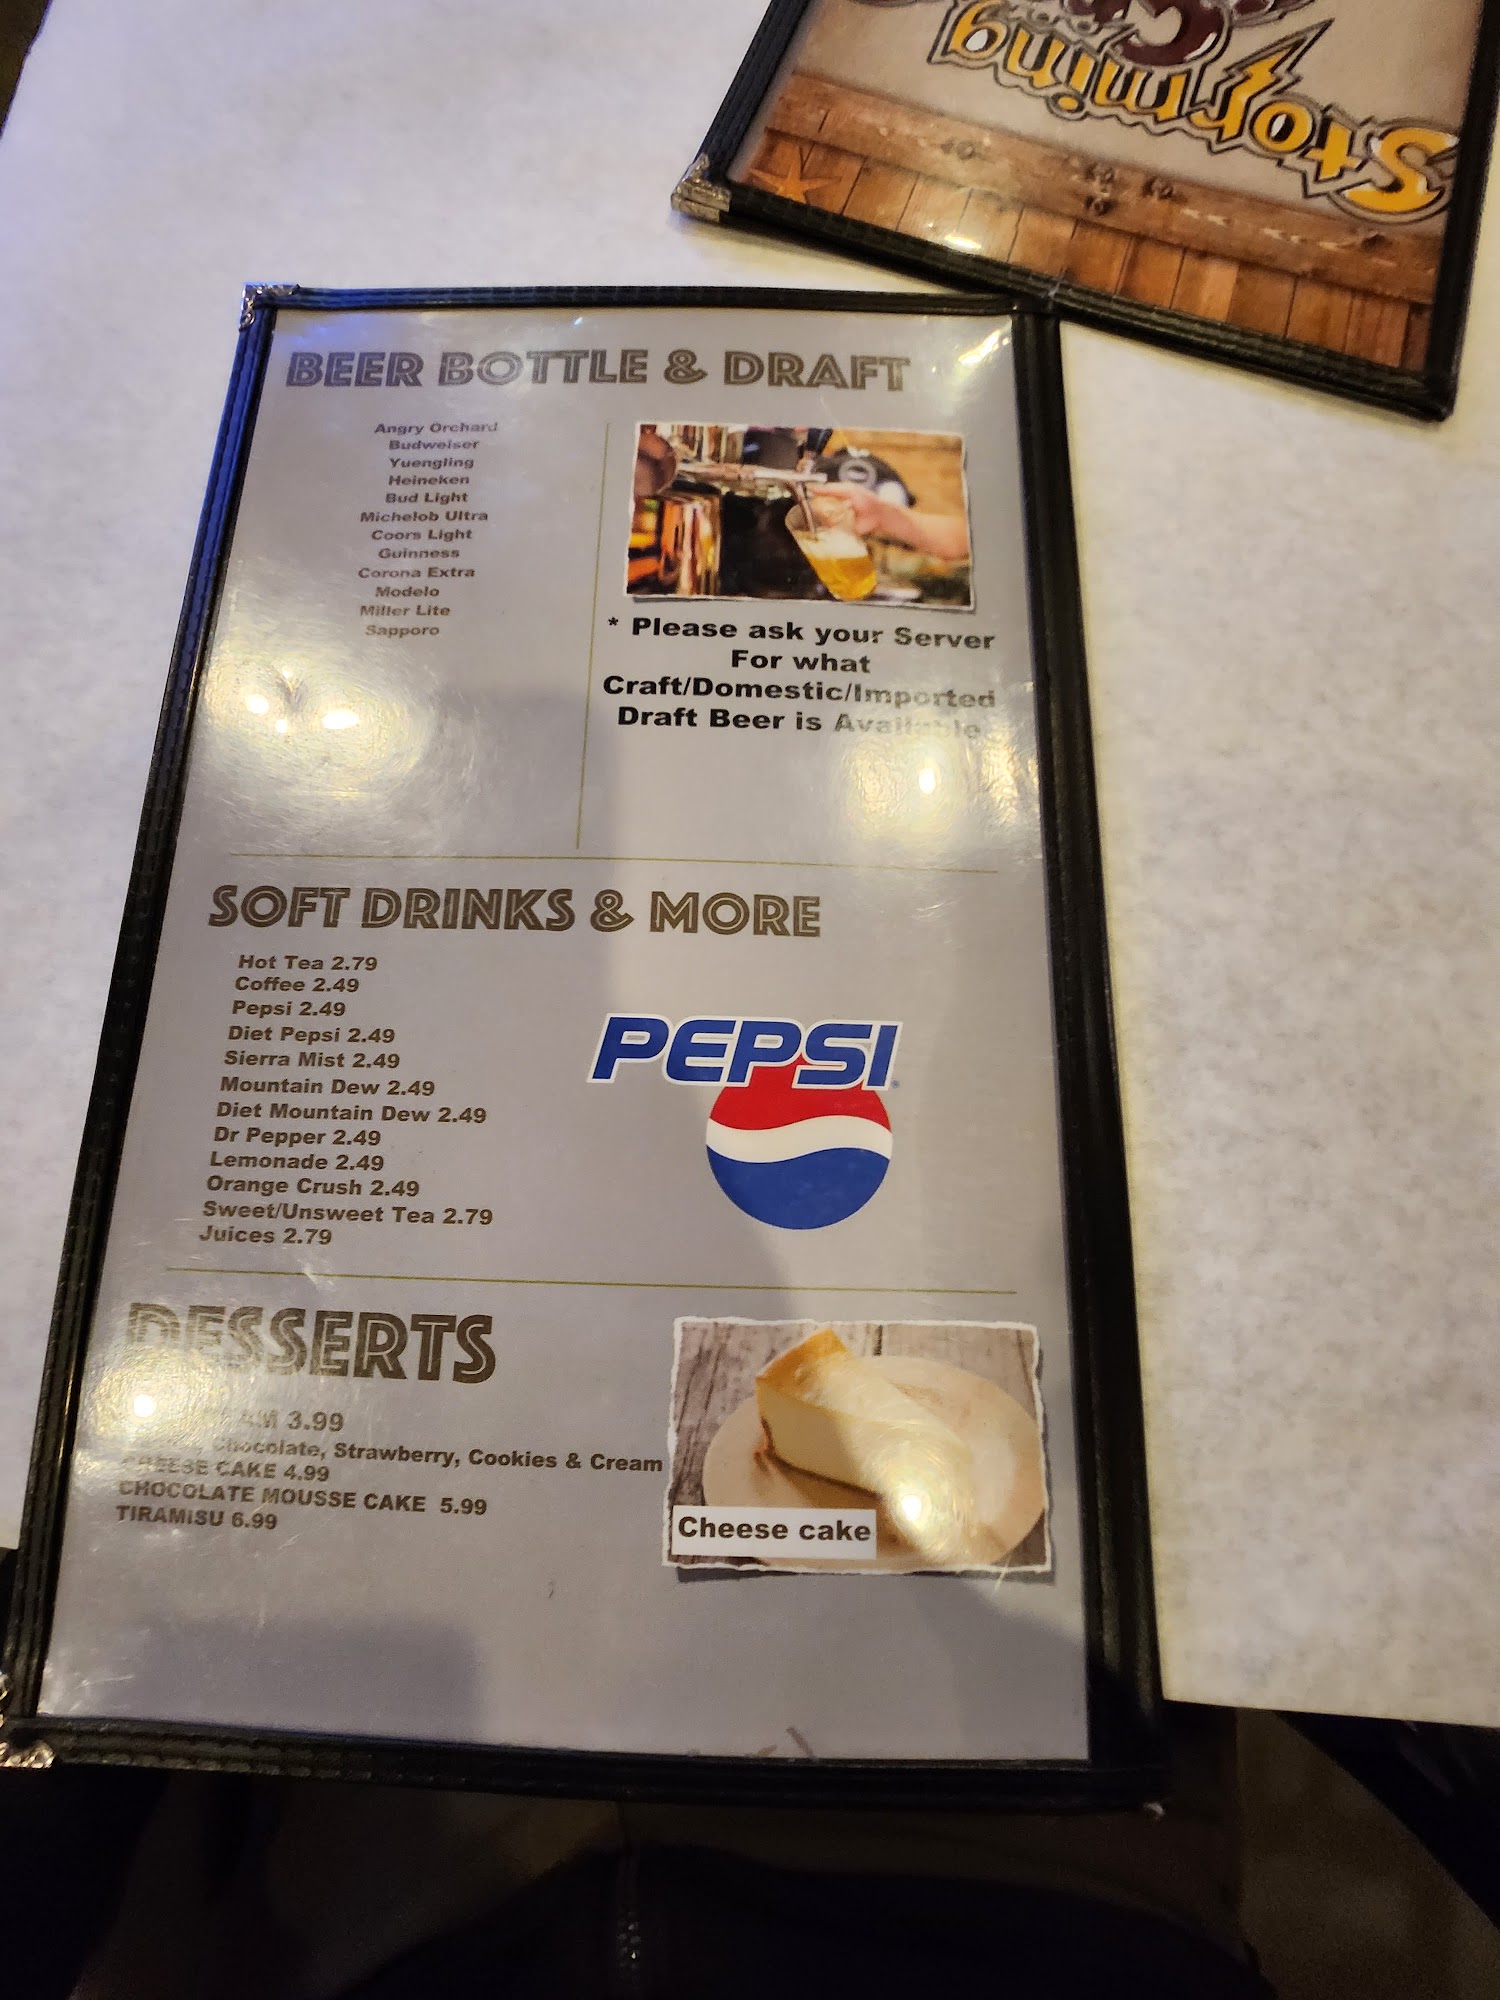 Storming
BEER BOTTLE & DRAFT
Angry Orchard
Budweiser
Yuengling
Heineken
Bud Light
Michelob Ultra
Coors Light
Guinness
Corona Extra
Modelo
Miller Lite
Sapporo
* Please ask your Server
For what
Craft/Domestic/Imported
Draft Beer is Available
SOFT DRINKS & MORE
Hot Tea 2.79
Coffee 2.49
Pepsi 2.49
Diet Pepsi 2.49
Sierra Mist 2.49
Mountain Dew 2.49
Diet Mountain Dew 2.49
Dr Pepper 2.49
Lemonade 2.49
Orange Crush 2.49
Sweet/Unsweet Tea 2.79
Juices 2.79
PEPSI
DESSERTS
3.99
Chocolate, Strawberry, Cookies & Cream
CHEESE CAKE 4.99
CHOCOLATE MOUSSE CAKE 5.99
TIRAMiSU 6.99
Cheese cake